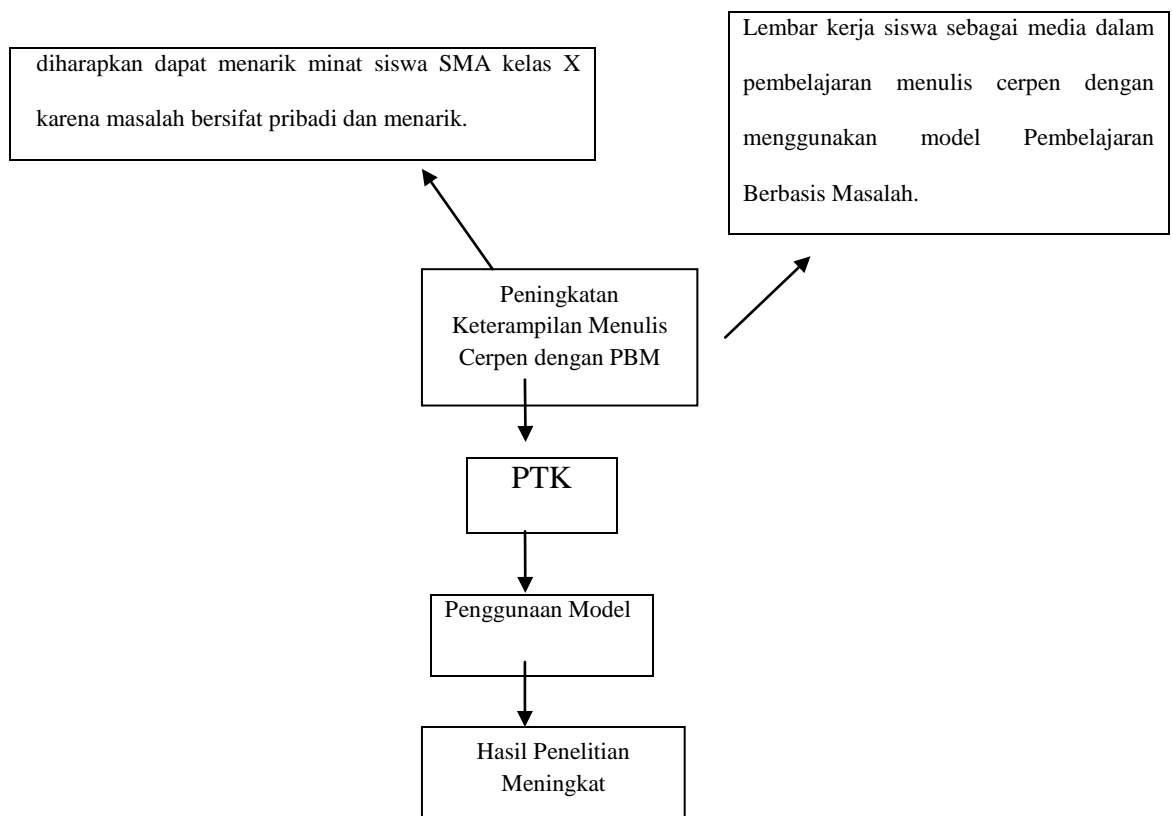 diharapkan dapat menarik minat siswa SMA kelas X
karena masalah bersifat pribadi dan menarik.
Lembar kerja siswa sebagai media dalam
pembelajaran menulis cerpen dengan
menggunakan model Pembelajaran
Berbasis Masalah.
Peningkatan
Keterampilan Menulis
Cerpen dengan PBM
PTK
Penggunaan Model
Hasil Penelitian
Meningkat